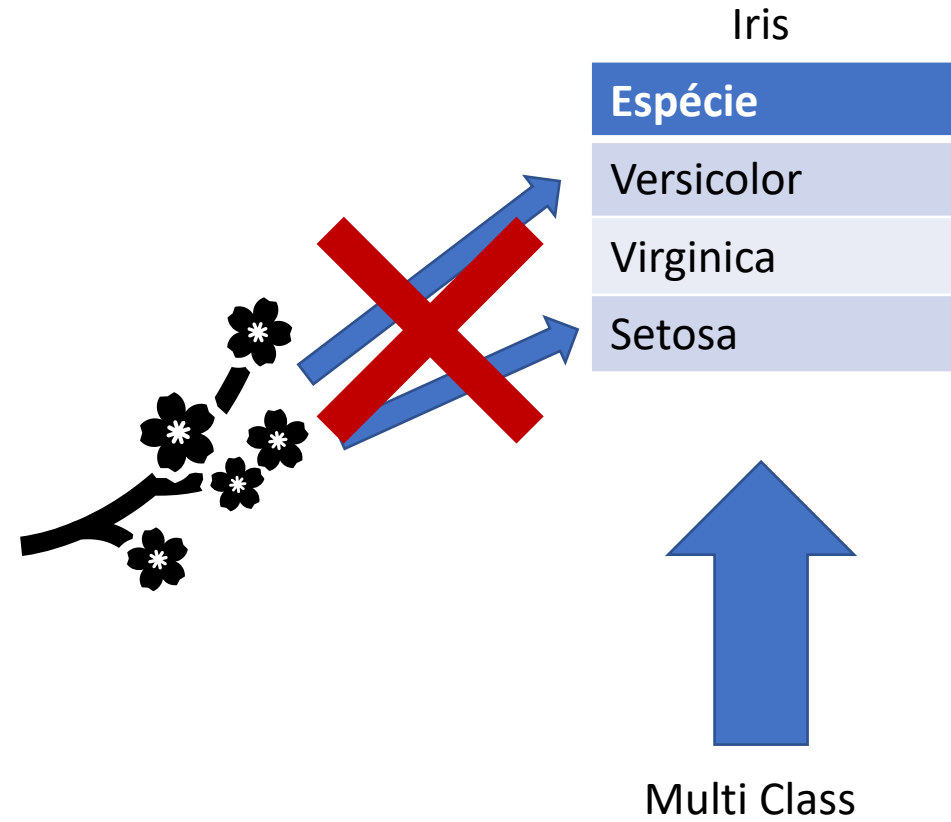 Iris
Espécie
Versicolor
Virginica
Setosa
Multi Class